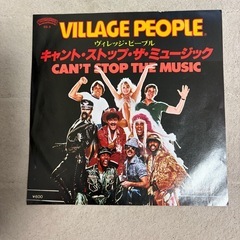 VILLAGE PEOPLE
ヴィレッジ・ピープル
キャント・ストップ・ザ・ミュージック
CAN'T STOP THE MUSIC
¥600